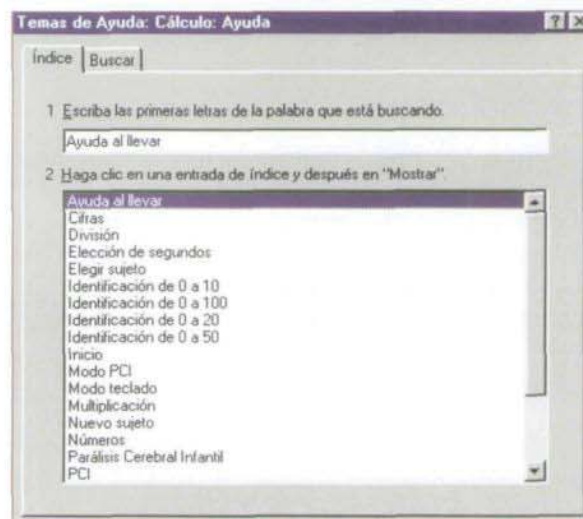 Temas de Ayuda: Cálculo: Ayuda
Índice
Buscar
1 Escriba las primeras letras de la palabra que está buscando.
Ayuda al llevar
2 Haga clic en una entrada de índice y después en "Mostrar".
Ayuda al llevar
Cifras
División
Elección de segundos
Elegir sujeto
Identificación de 0 a 10
Identificación de 0 a 100
Identificación de 0 a 20
Identificación de 0 a 50
Inicio
Modo PCI
Modo teclado
Multiplicación
Nuevo sujeto
Números
Parálisis Cerebral Infantil
PCI